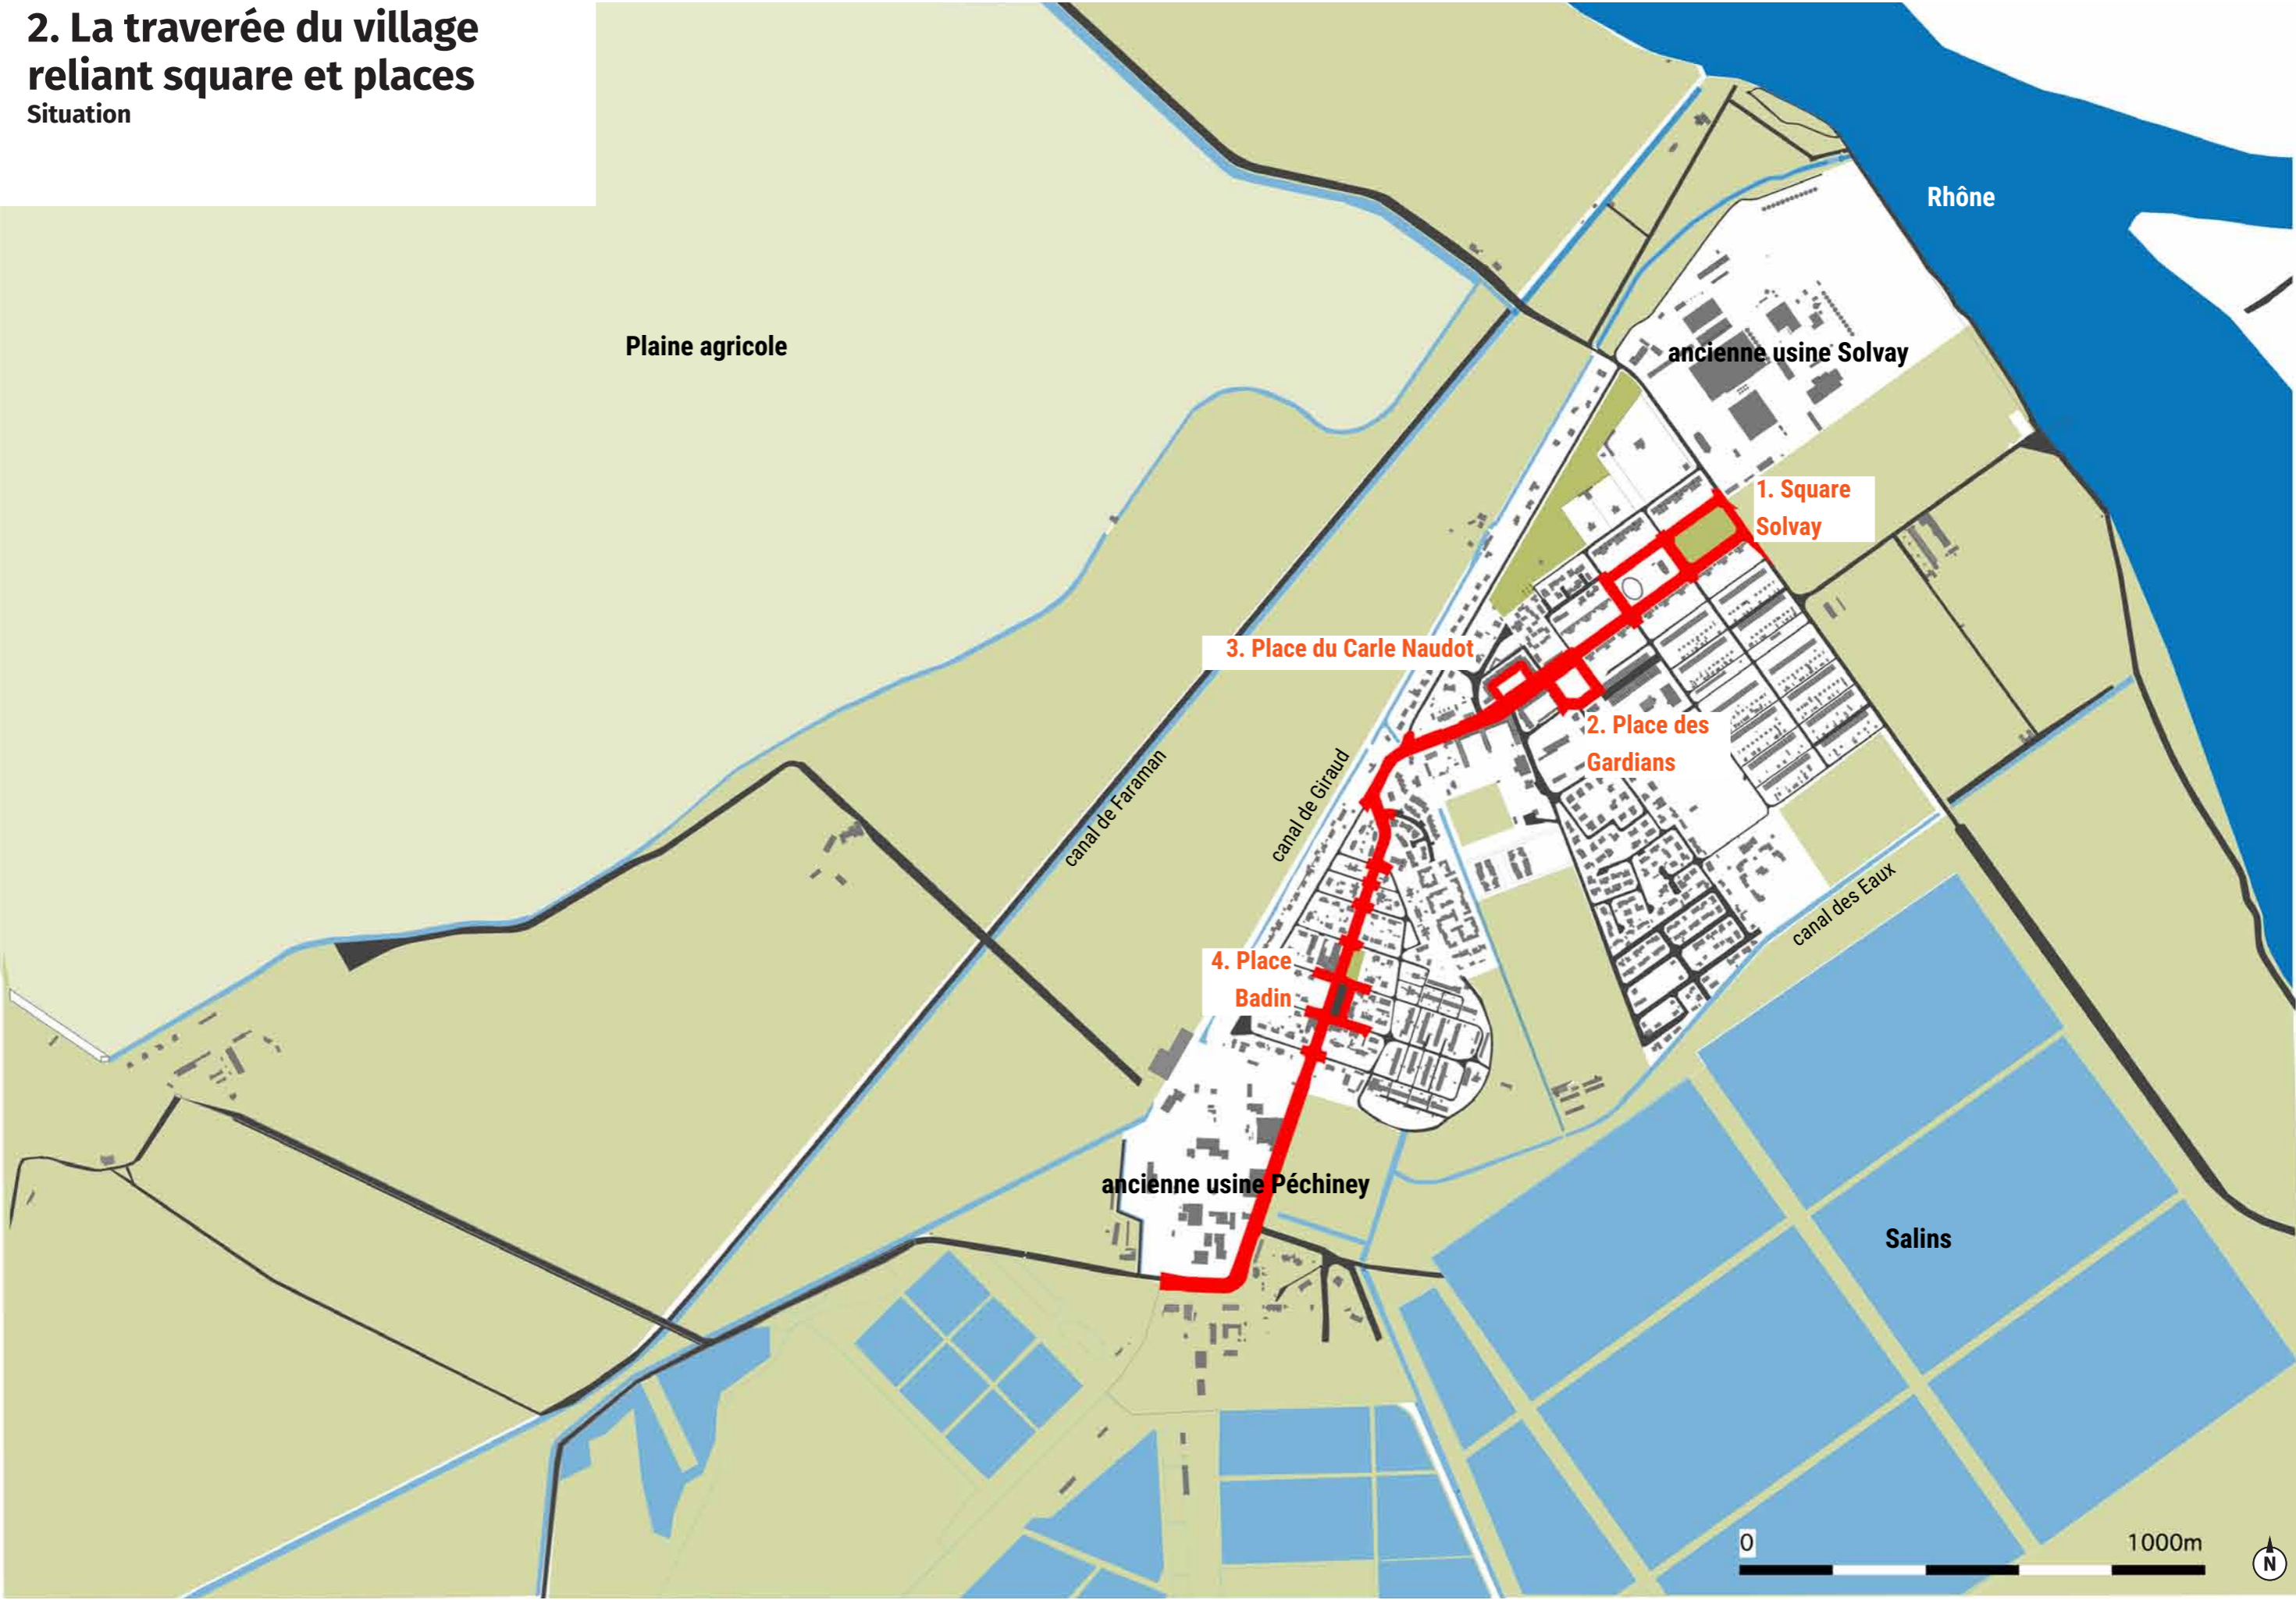 2. La traverée du village
reliant square et places
Situation
Rhône
Plaine agricole
ancienne usine Solvay
1. Square
Solvay
3. Place du Carle Naudot
2. Place des
Gardians
canal de Faraman
canal de Giraud
canal des Eaux
4. Place
Badin
ancienne usine Péchiney
Salins
0
1000m
N